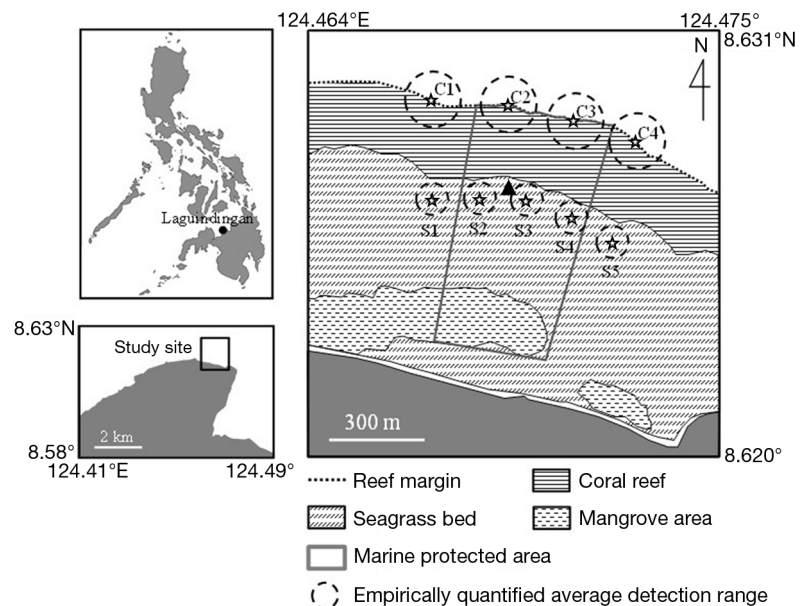 124.464°E
124.475°
8.631°N
N
C1
C2
C3
C4
Laguindingan
S1
S2
S3
S4
S5
8.63°N
Study site
2 km
300 m
8.58°
8.620°
124.41°E
124.49°
Reef margin
Coral reef
Seagrass bed
Mangrove area
Marine protected area
Empirically quantified average detection range